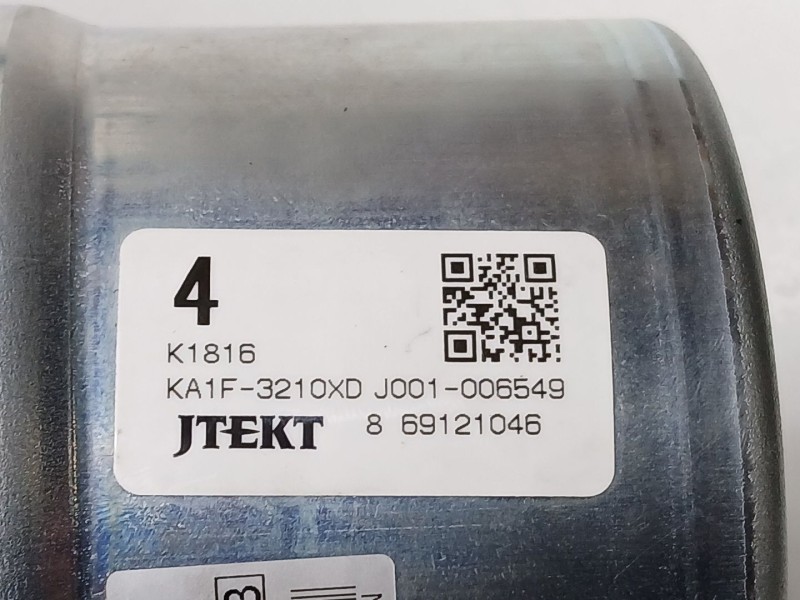 4
K1816
KA1F-3210XD J001-006549
JTEKT 8 69121046
B